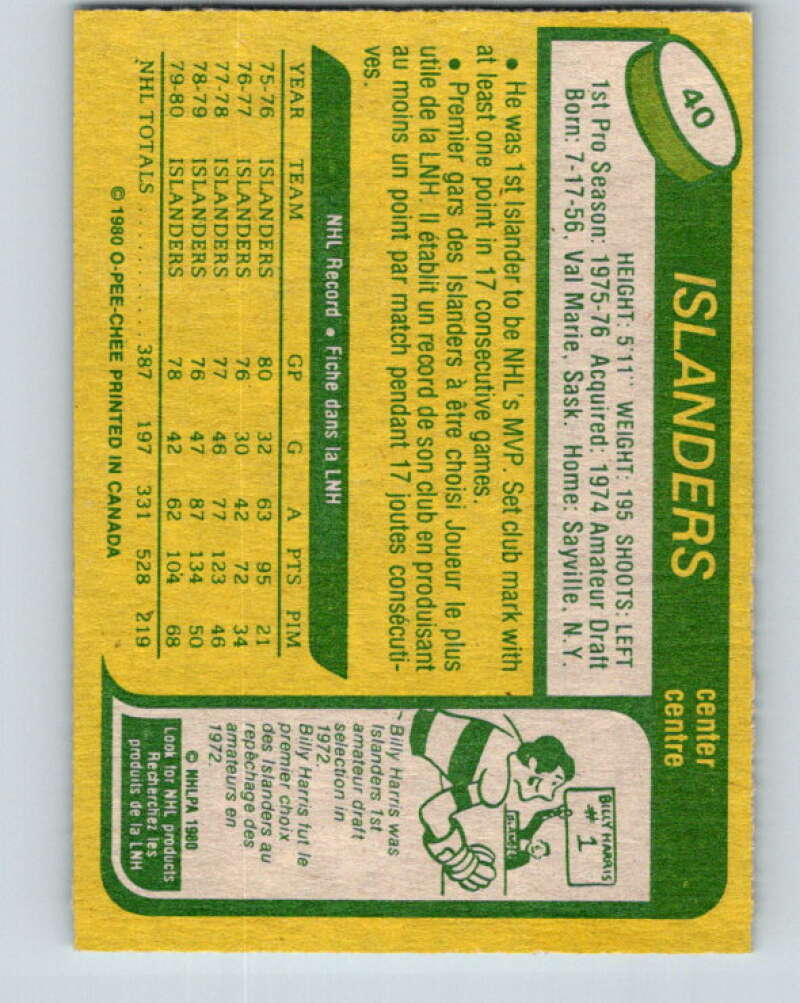 40
ISLANDERS
center
centre
HEIGHT: 5'11" WEIGHT: 195 SHOOTS: LEFT
1st Pro Season: 1975-76 Acquired: 1974 Amateur Draft
Born: 7-17-56, Val Marie, Sask. Home: Sayville, N.Y.
• He was 1st Islander to be NHL's MVP. Set club mark with
at least one point in 17 consecutive games.
• Premier gars des Islanders à être choisi Joueur le plus
utile de la LNH. Il établit un record de son club en produisant
au moins un point par match pendant 17 joutes consécuti-
ves.
NHL Record • Fiche dans la LNH
YEAR TEAM GP G A PTS PIM
75-76 ISLANDERS 80 32 63 95 21
76-77 ISLANDERS 76 30 42 72 34
77-78 ISLANDERS 77 46 77 123 46
78-79 ISLANDERS 76 47 87 134 50
79-80 ISLANDERS 78 42 62 104 68
NHL TOTALS . . . . . . . . . . . 387 197 331 528 219
© 1980 O-PEE-CHEE PRINTED IN CANADA
BILLY HARRIS
# 1
Billy Harris was
Islanders 1st
amateur draft
selection in
1972.
Billy Harris fut le
premier choix
des Islanders au
repêchage des
amateurs en
1972.
© NHLPA 1980
Look for NHL products
Recherchez les
produits de la LNH